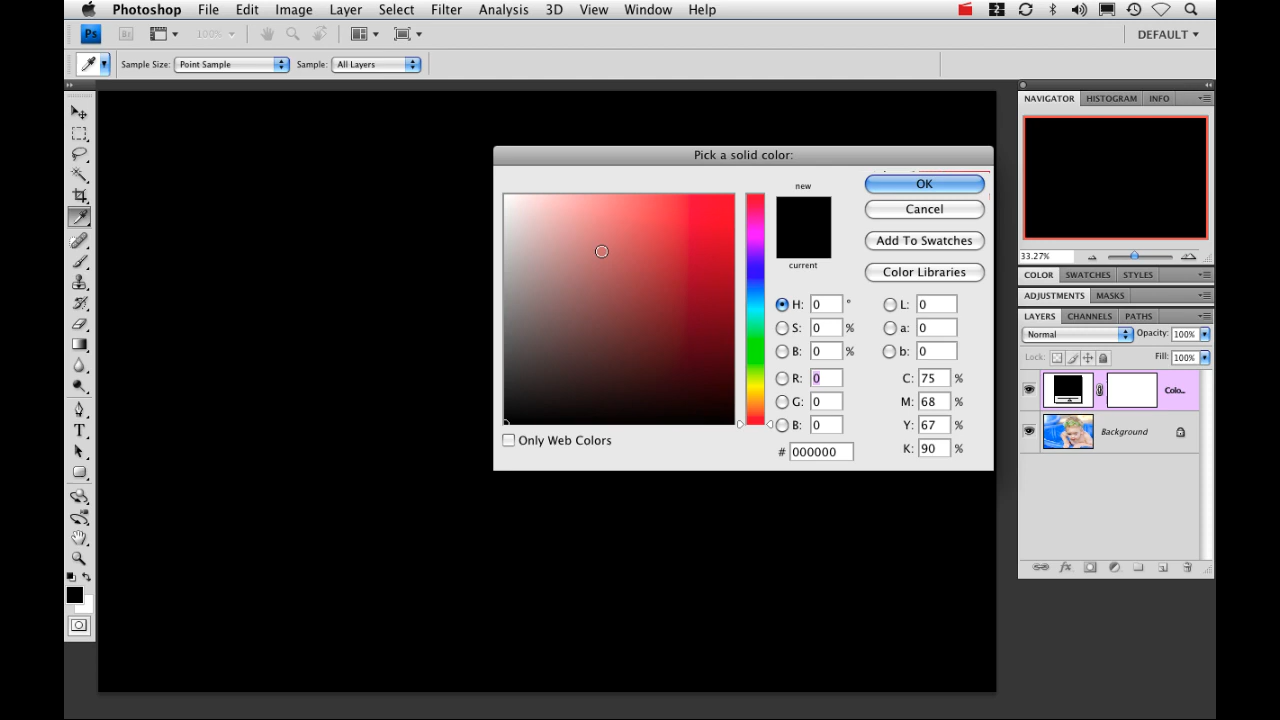 Photoshop File Edit Image Layer Select Filter Analysis 3D View Window Help
Ps Br 100% DEFAULT
Sample Size: Point Sample Sample: All Layers
NAVIGATOR HISTOGRAM INFO
Pick a solid color:
new
current
OK
Cancel
Add To Swatches
Color Libraries
33.27%
COLOR SWATCHES STYLES
ADJUSTMENTS MASKS
LAYERS CHANNELS PATHS
Normal Opacity: 100%
Lock: Fill: 100%
Colo...
Background
H: 0 ° L: 0
S: 0 % a: 0
B: 0 % b: 0
R: 0 C: 75 %
G: 0 M: 68 %
B: 0 Y: 67 %
# 000000 K: 90 %
Only Web Colors
T